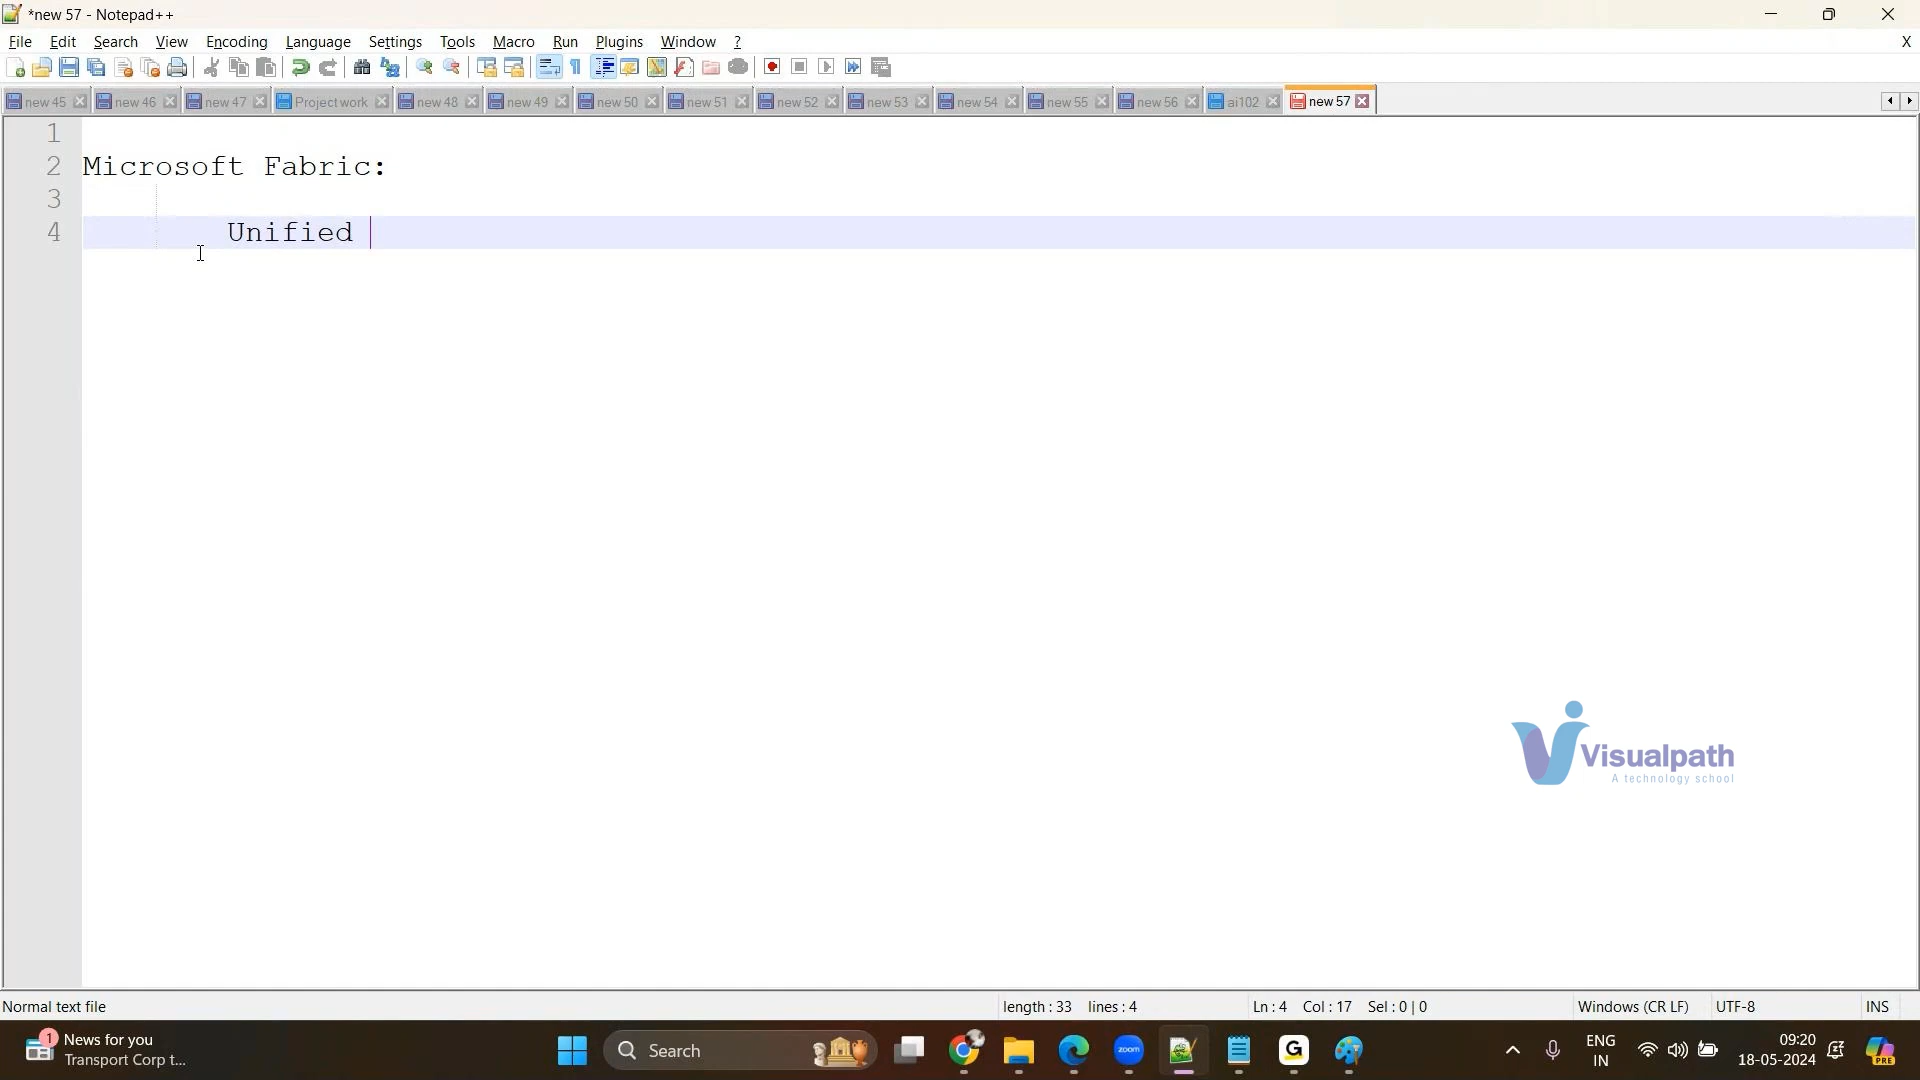 *new 57 - Notepad++
File Edit Search View Encoding Language Settings Tools Macro Run Plugins Window ? X
new 45 new 46 new 47 Project work new 48 new 49 new 50 new 51 new 52 new 53 new 54 new 55 new 56 ai102 new 57
1
2 Microsoft Fabric:
3
4 Unified
Visualpath
A technology school
Normal text file length : 33 lines : 4 Ln : 4 Col : 17 Sel : 0 | 0 Windows (CR LF) UTF-8 INS
1 News for you
Transport Corp t...
Search
zoom
G
ENG
IN
09:20
18-05-2024
PRE